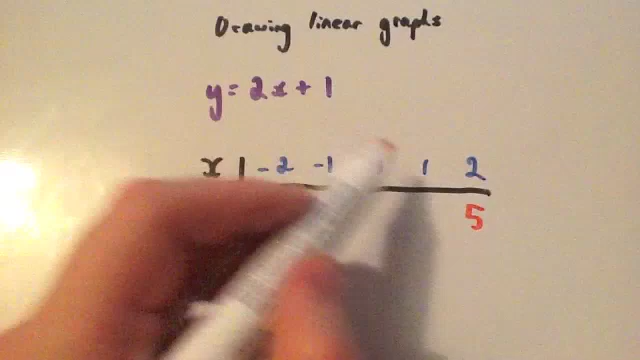 Drawing linear graphs
y = 2x + 1
x | -2 -1 1 2
5